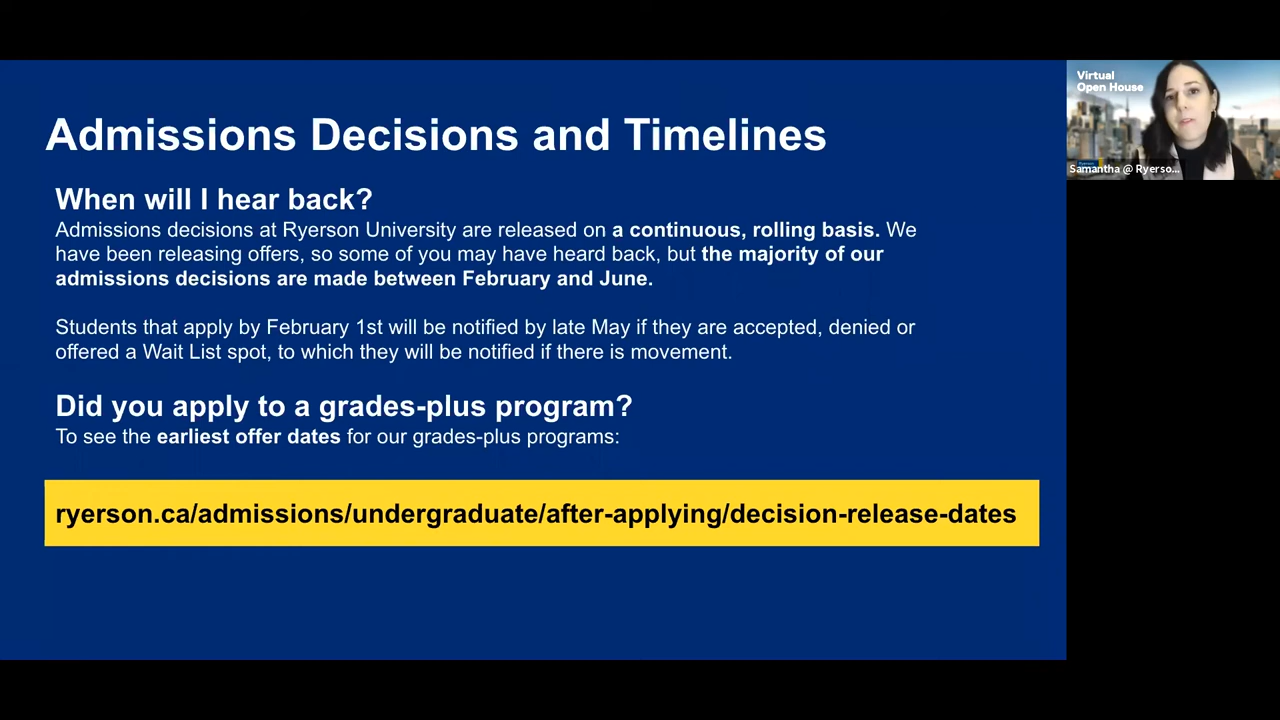 Admissions Decisions and Timelines
When will I hear back?
Admissions decisions at Ryerson University are released on a continuous, rolling basis. We
have been releasing offers, so some of you may have heard back, but the majority of our
admissions decisions are made between February and June.
Students that apply by February 1st will be notified by late May if they are accepted, denied or
offered a Wait List spot, to which they will be notified if there is movement.
Did you apply to a grades-plus program?
To see the earliest offer dates for our grades-plus programs:
ryerson.ca/admissions/undergraduate/after-applying/decision-release-dates
Virtual
Open House
Ryerson
Samantha @ Ryerso...